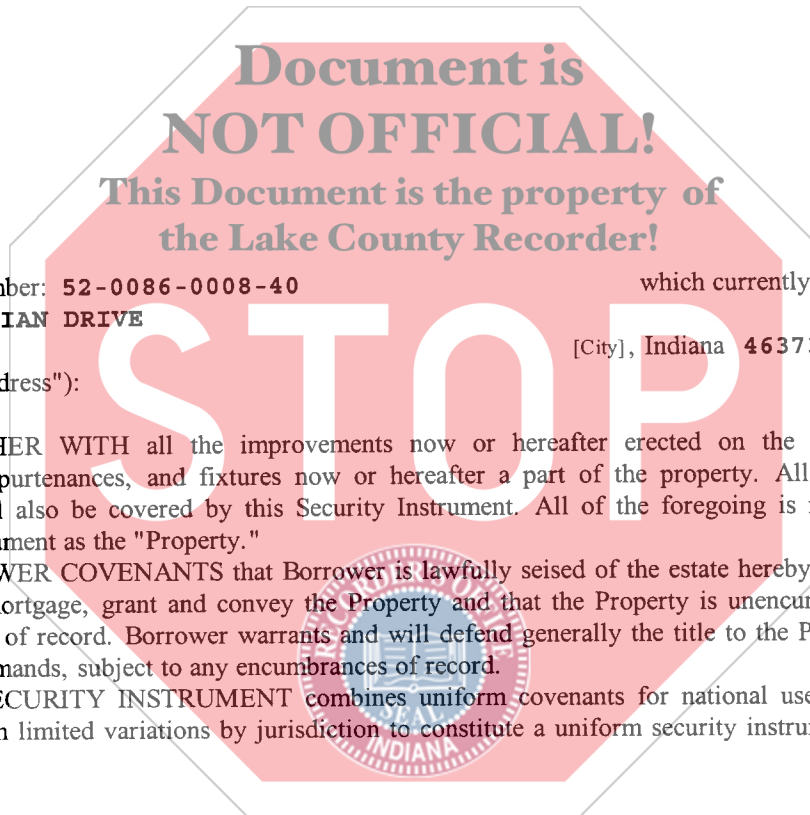 Document is
NOT OFFICIAL!
This Document is the property of
the Lake County Recorder!
nber: 52-0086-0008-40 which currently
IAN DRIVE
[City], Indiana 4637
dress"):
STOP
HER WITH all the improvements now or hereafter erected on the
purtenances, and fixtures now or hereafter a part of the property. All
l also be covered by this Security Instrument. All of the foregoing is
ument as the "Property."
WER COVENANTS that Borrower is lawfully seised of the estate hereby
nortgage, grant and convey the Property and that the Property is unencu
of record. Borrower warrants and will defend generally the title to the P
mands, subject to any encumbrances of record.
ECURITY INSTRUMENT combines uniform covenants for national use
n limited variations by jurisdiction to constitute a uniform security instru
RECORDER'S OFFICE
SEAL
INDIANA